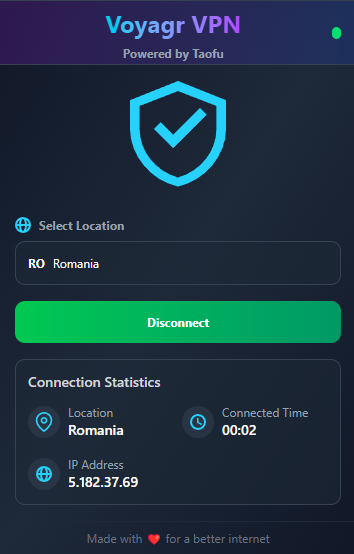 Voyagr VPN
Powered by Taofu
Select Location
RO Romania
Disconnect
Connection Statistics
Location
Romania
Connected Time
00:02
IP Address
5.182.37.69
Made with ❤️ for a better internet